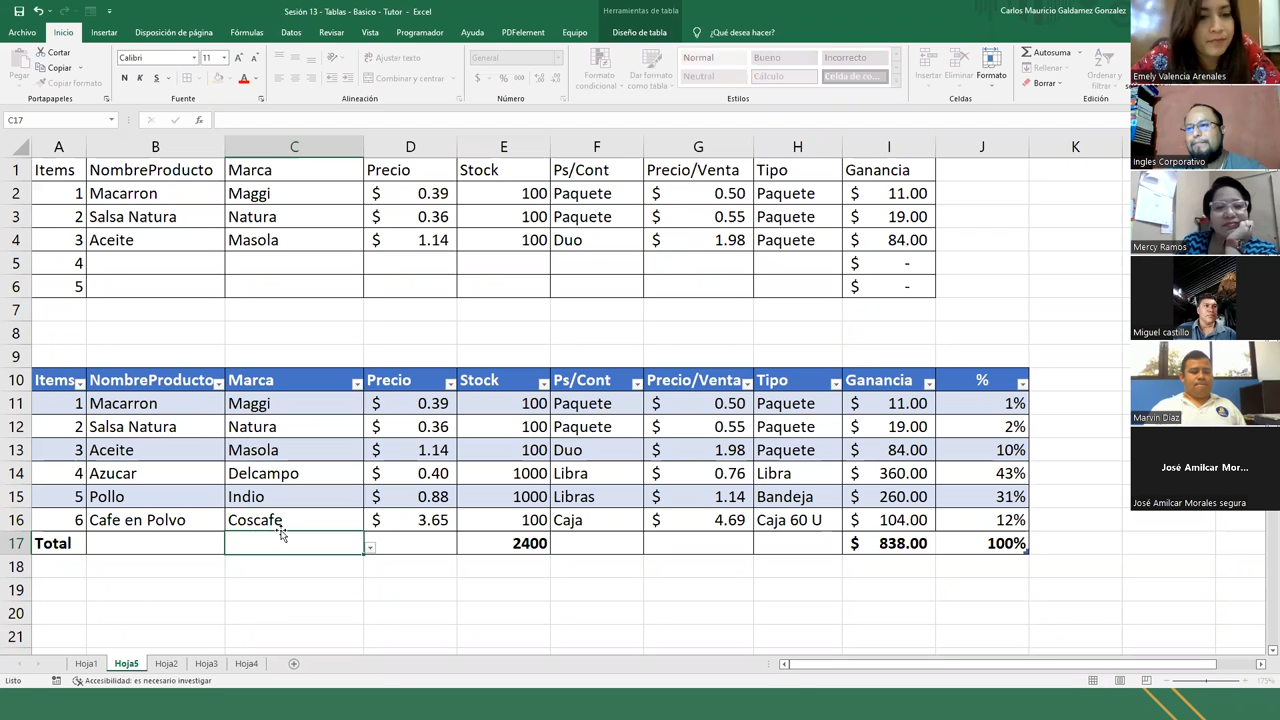 Sesión 13 - Tablas - Basico - Tutor - Excel
Herramientas de tabla
Carlos Mauricio Galdamez Gonzalez
Archivo Inicio Insertar Disposición de página Fórmulas Datos Revisar Vista Programador Ayuda PDFelement Equipo Diseño de tabla ¿Qué desea hacer?
Pegar
Cortar
Copiar
Copiar formato
Portapapeles
Calibri 11
N K S
Fuente
Ajustar texto
Combinar y centrar
Alineación
General
$ % 000
Número
Formato condicional
Dar formato como tabla
Normal Bueno Incorrecto
Neutral Cálculo Celda de co...
Estilos
Insertar Eliminar Formato
Celdas
Autosuma
Rellenar
Borrar
Ordenar y filtrar
Edición
C17 fx
A B C D E F G H I J K
1 Items NombreProducto Marca Precio Stock Ps/Cont Precio/Venta Tipo Ganancia
2 1 Macarron Maggi $ 0.39 100 Paquete $ 0.50 Paquete $ 11.00
3 2 Salsa Natura Natura $ 0.36 100 Paquete $ 0.55 Paquete $ 19.00
4 3 Aceite Masola $ 1.14 100 Duo $ 1.98 Paquete $ 84.00
5 4 $ -
6 5 $ -
7
8
9
10 Items NombreProducto Marca Precio Stock Ps/Cont Precio/Venta Tipo Ganancia %
11 1 Macarron Maggi $ 0.39 100 Paquete $ 0.50 Paquete $ 11.00 1%
12 2 Salsa Natura Natura $ 0.36 100 Paquete $ 0.55 Paquete $ 19.00 2%
13 3 Aceite Masola $ 1.14 100 Duo $ 1.98 Paquete $ 84.00 10%
14 4 Azucar Delcampo $ 0.40 1000 Libra $ 0.76 Libra $ 360.00 43%
15 5 Pollo Indio $ 0.88 1000 Libras $ 1.14 Bandeja $ 260.00 31%
16 6 Cafe en Polvo Coscafe $ 3.65 100 Caja $ 4.69 Caja 60 U $ 104.00 12%
17 Total 2400 $ 838.00 100%
18
19
20
21
Hoja1 Hoja5 Hoja2 Hoja3 Hoja4
Listo Accesibilidad: es necesario investigar 175%
Emely Valencia Arenales
Ingles Corporativo
Mercy Ramos
Miguel castillo
Marvin Diaz
José Amilcar Mor...
José Amilcar Morales segura